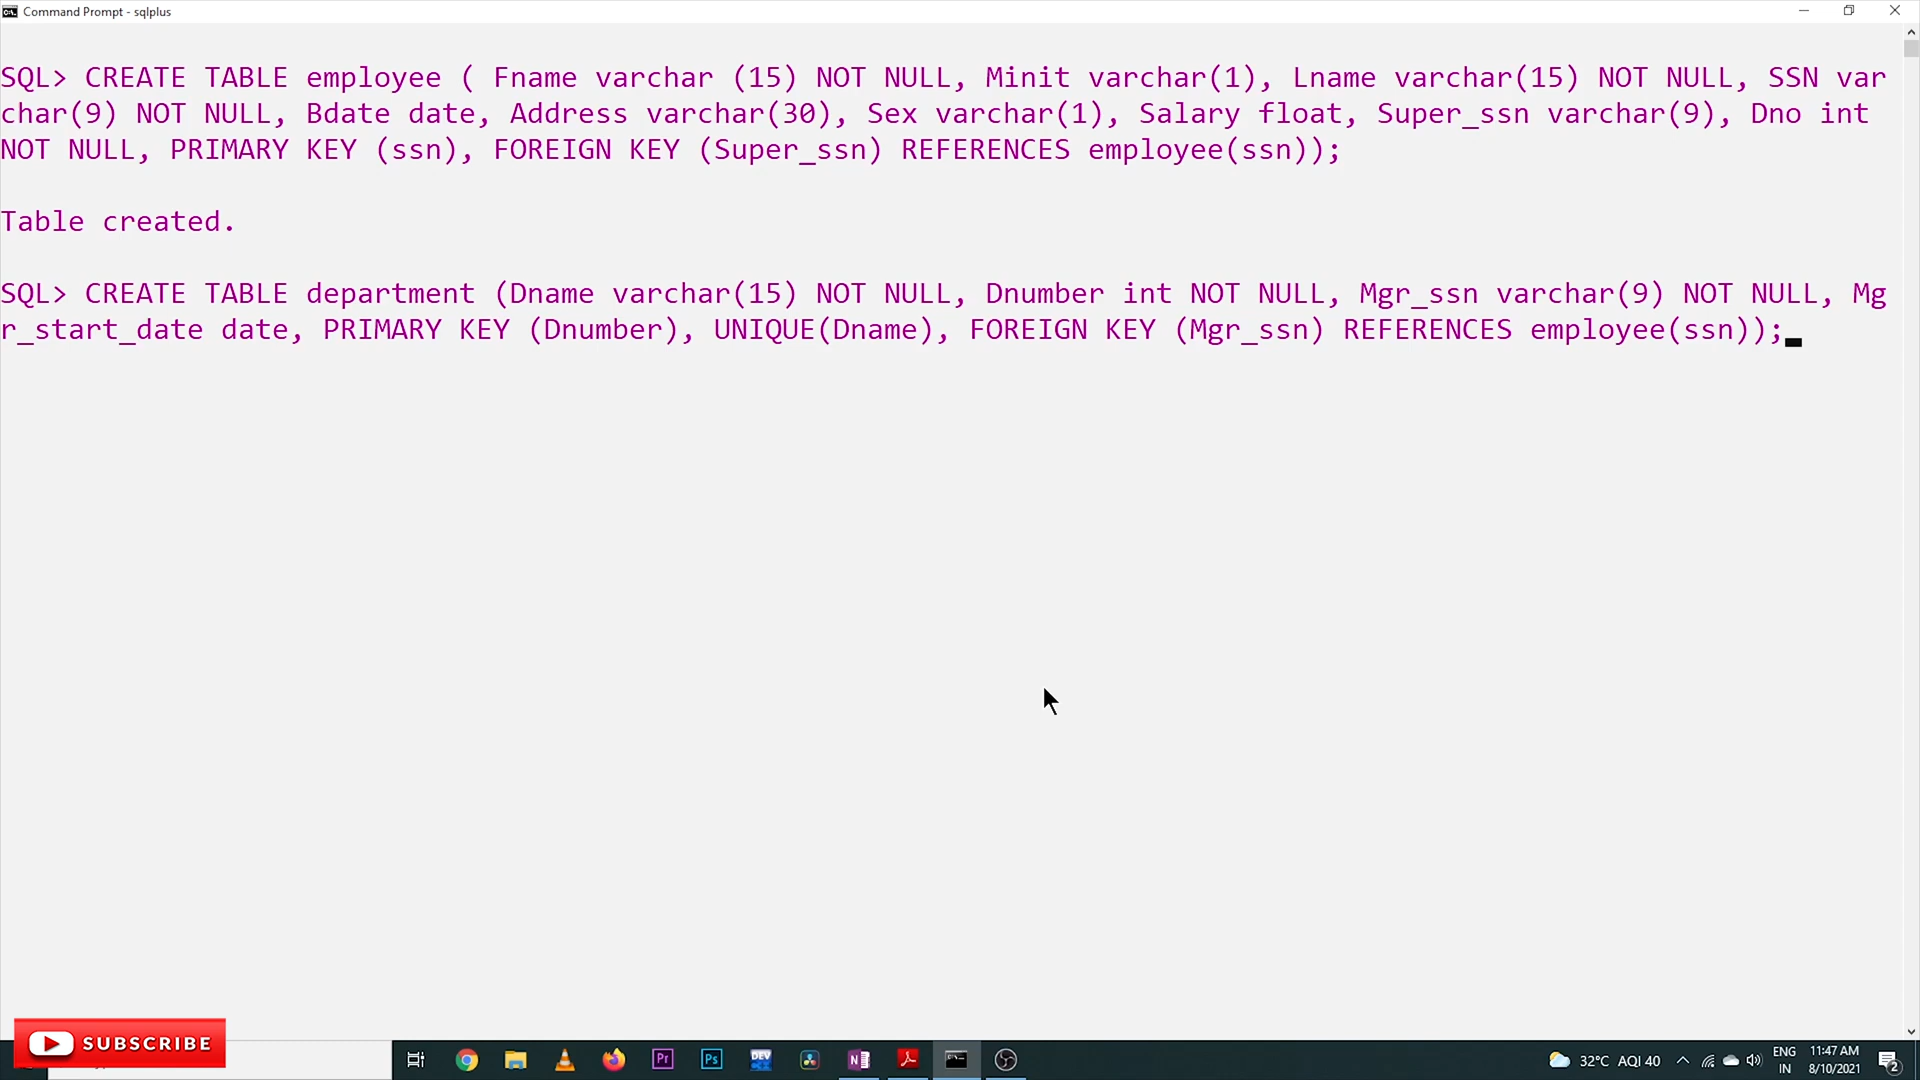 Command Prompt - sqlplus
SQL> CREATE TABLE employee ( Fname varchar (15) NOT NULL, Minit varchar(1), Lname varchar(15) NOT NULL, SSN var
char(9) NOT NULL, Bdate date, Address varchar(30), Sex varchar(1), Salary float, Super_ssn varchar(9), Dno int
NOT NULL, PRIMARY KEY (ssn), FOREIGN KEY (Super_ssn) REFERENCES employee(ssn));
Table created.
SQL> CREATE TABLE department (Dname varchar(15) NOT NULL, Dnumber int NOT NULL, Mgr_ssn varchar(9) NOT NULL, Mg
r_start_date date, PRIMARY KEY (Dnumber), UNIQUE(Dname), FOREIGN KEY (Mgr_ssn) REFERENCES employee(ssn));
SUBSCRIBE
Pr
Ps
DEV
N
32°C AQI 40
ENG
IN
11:47 AM
8/10/2021
2